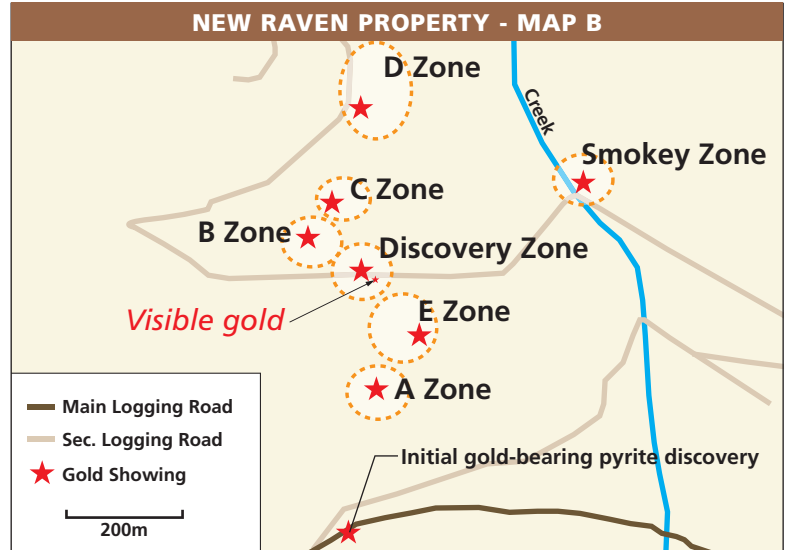 NEW RAVEN PROPERTY - MAP B
D Zone
Creek
Smokey Zone
C Zone
B Zone
Discovery Zone
Visible gold
E Zone
A Zone
Main Logging Road
Sec. Logging Road
Gold Showing
200m
Initial gold-bearing pyrite discovery